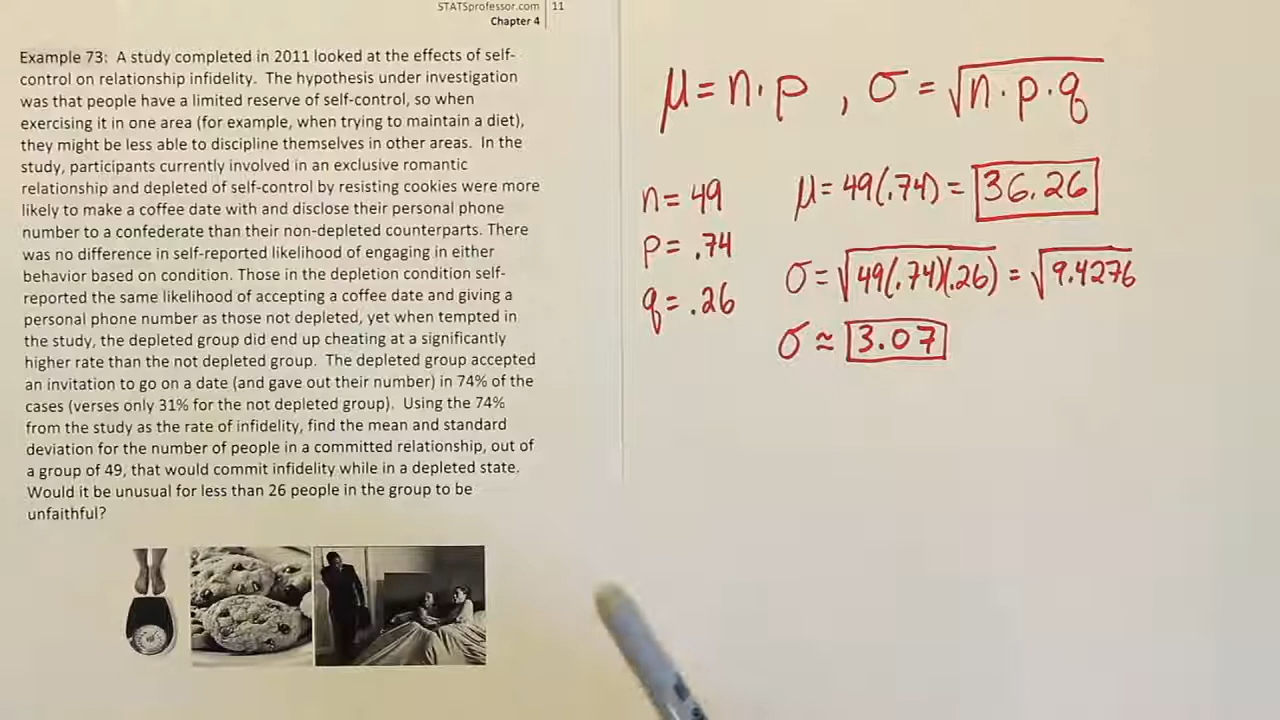 STATSprofessor.com 11
Chapter 4
Example 73: A study completed in 2011 looked at the effects of self-
control on relationship infidelity. The hypothesis under investigation
was that people have a limited reserve of self-control, so when
exercising it in one area (for example, when trying to maintain a diet),
they might be less able to discipline themselves in other areas. In the
study, participants currently involved in an exclusive romantic
relationship and depleted of self-control by resisting cookies were more
likely to make a coffee date with and disclose their personal phone
number to a confederate than their non-depleted counterparts. There
was no difference in self-reported likelihood of engaging in either
behavior based on condition. Those in the depletion condition self-
reported the same likelihood of accepting a coffee date and giving a
personal phone number as those not depleted, yet when tempted in
the study, the depleted group did end up cheating at a significantly
higher rate than the not depleted group. The depleted group accepted
an invitation to go on a date (and gave out their number) in 74% of the
cases (verses only 31% for the not depleted group). Using the 74%
from the study as the rate of infidelity, find the mean and standard
deviation for the number of people in a committed relationship, out of
a group of 49, that would commit infidelity while in a depleted state.
Would it be unusual for less than 26 people in the group to be
unfaithful?
μ = n·p , σ = √n·p·q
n = 49
p = .74
q = .26
μ = 49(.74) = 36.26
σ = √49(.74)(.26) = √9.4276
σ ≈ 3.07